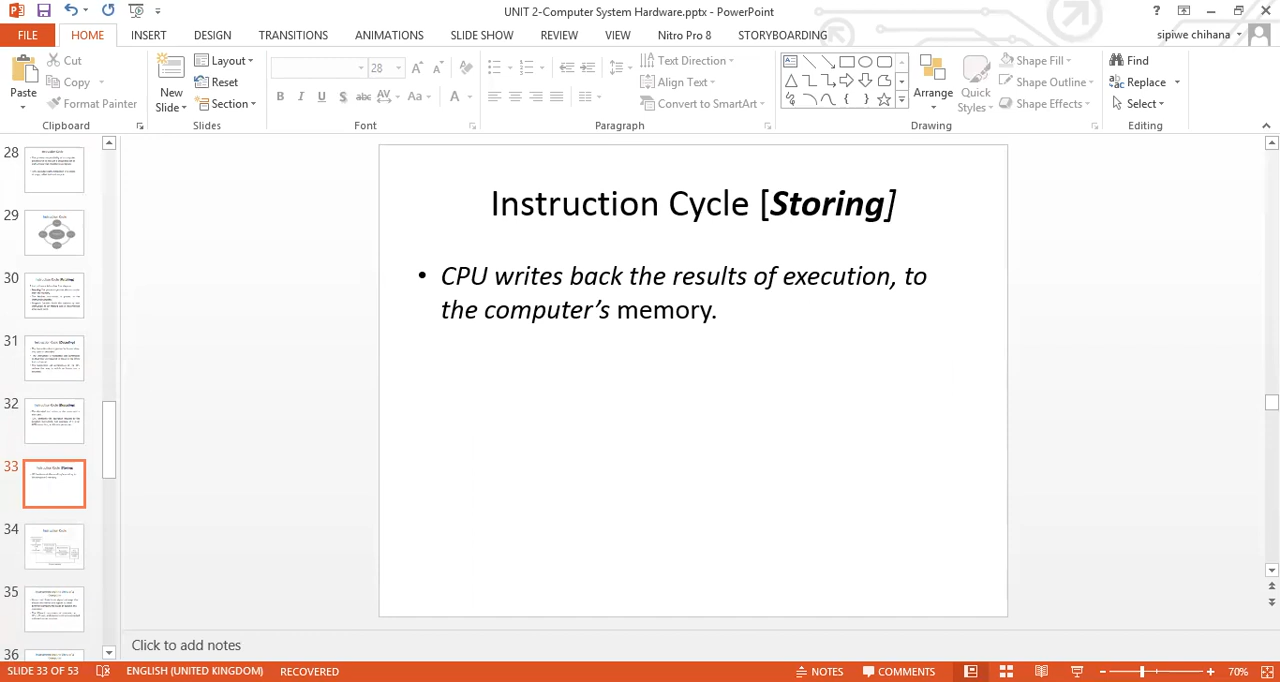 UNIT 2-Computer System Hardware.pptx - PowerPoint
?
FILE HOME INSERT DESIGN TRANSITIONS ANIMATIONS SLIDE SHOW REVIEW VIEW Nitro Pro 8 STORYBOARDING sipiwe chihana
Paste
Cut
Copy
Format Painter
Clipboard
New
Slide
Layout
Reset
Section
Slides
28
B I U S abc AV Aa A
Font
Text Direction
Align Text
Convert to SmartArt
Paragraph
Arrange
Quick
Styles
Shape Fill
Shape Outline
Shape Effects
Drawing
Find
Replace
Select
Editing
28
29
30
31
32
33
34
35
36
Instruction Cycle [Storing]
• CPU writes back the results of execution, to
the computer’s memory.
Click to add notes
SLIDE 33 OF 53 ENGLISH (UNITED KINGDOM) RECOVERED NOTES COMMENTS 70%